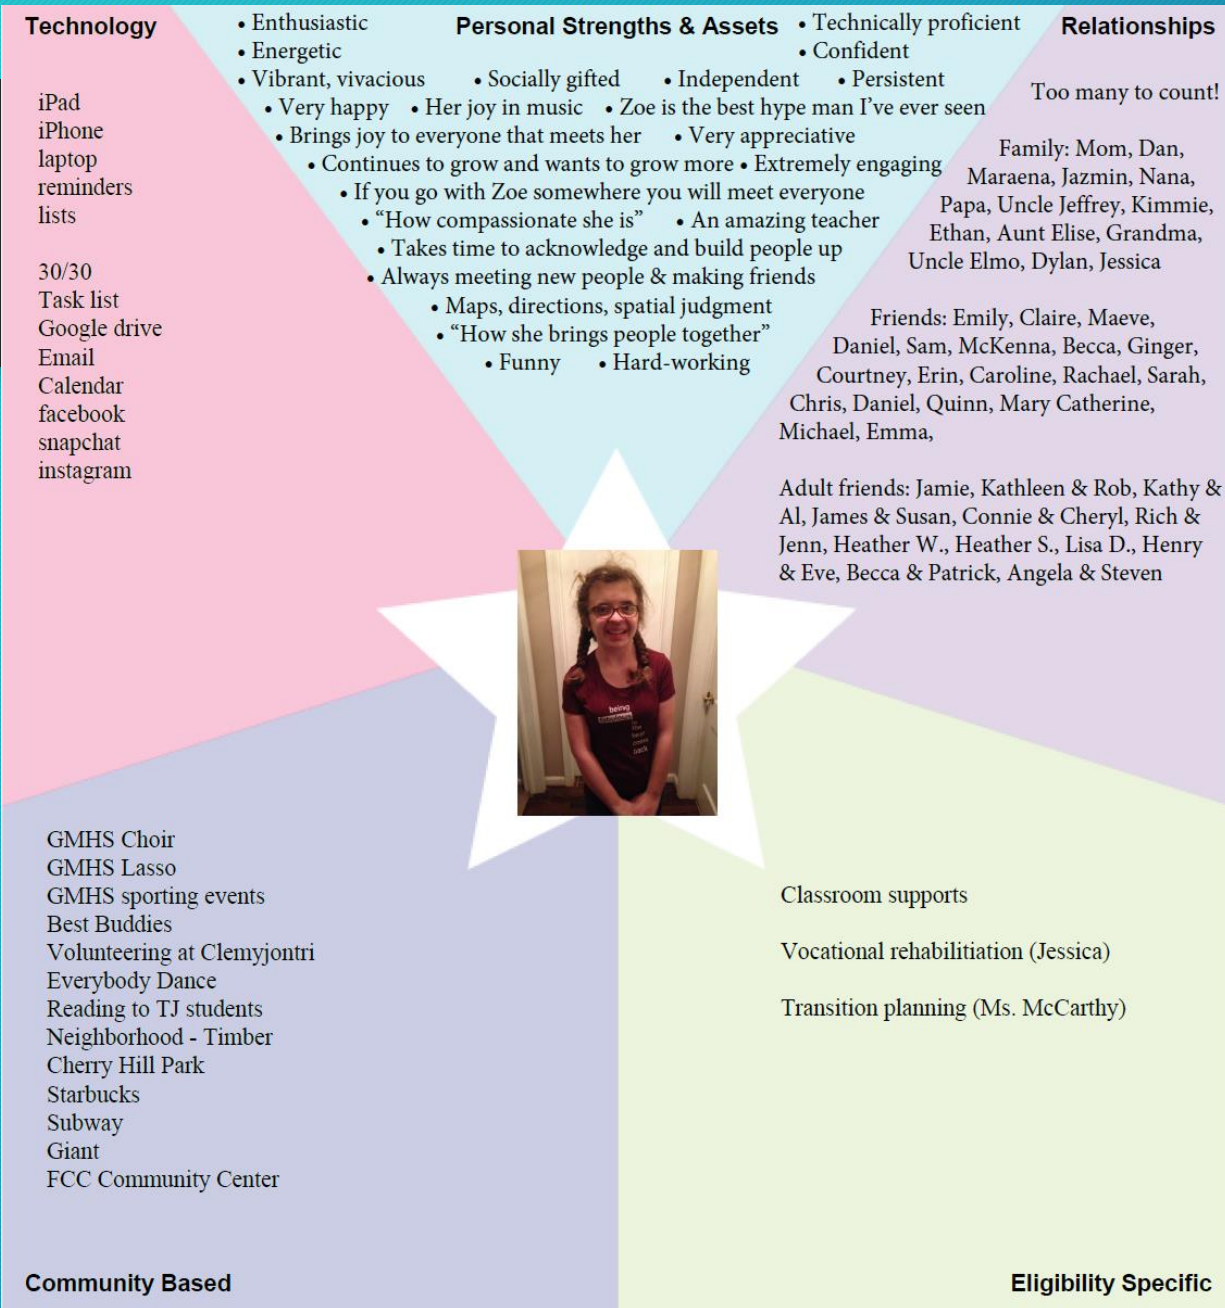 Technology
iPad
iPhone
laptop
reminders
lists
30/30
Task list
Google drive
Email
Calendar
facebook
snapchat
instagram
Personal Strengths & Assets
• Enthusiastic
• Technically proficient
• Energetic
• Confident
• Vibrant, vivacious • Socially gifted • Independent • Persistent
• Very happy • Her joy in music • Zoe is the best hype man I've ever seen
• Brings joy to everyone that meets her • Very appreciative
• Continues to grow and wants to grow more • Extremely engaging
• If you go with Zoe somewhere you will meet everyone
• “How compassionate she is” • An amazing teacher
• Takes time to acknowledge and build people up
• Always meeting new people & making friends
• Maps, directions, spatial judgment
• “How she brings people together”
• Funny • Hard-working
Relationships
Too many to count!
Family: Mom, Dan,
Maraena, Jazmin, Nana,
Papa, Uncle Jeffrey, Kimmie,
Ethan, Aunt Elise, Grandma,
Uncle Elmo, Dylan, Jessica
Friends: Emily, Claire, Maeve,
Daniel, Sam, McKenna, Becca, Ginger,
Courtney, Erin, Caroline, Rachael, Sarah,
Chris, Daniel, Quinn, Mary Catherine,
Michael, Emma,
Adult friends: Jamie, Kathleen & Rob, Kathy &
Al, James & Susan, Connie & Cheryl, Rich &
Jenn, Heather W., Heather S., Lisa D., Henry
& Eve, Becca & Patrick, Angela & Steven
being
back
GMHS Choir
GMHS Lasso
GMHS sporting events
Best Buddies
Volunteering at Clemyjontri
Everybody Dance
Reading to TJ students
Neighborhood - Timber
Cherry Hill Park
Starbucks
Subway
Giant
FCC Community Center
Community Based
Classroom supports
Vocational rehabilitiation (Jessica)
Transition planning (Ms. McCarthy)
Eligibility Specific